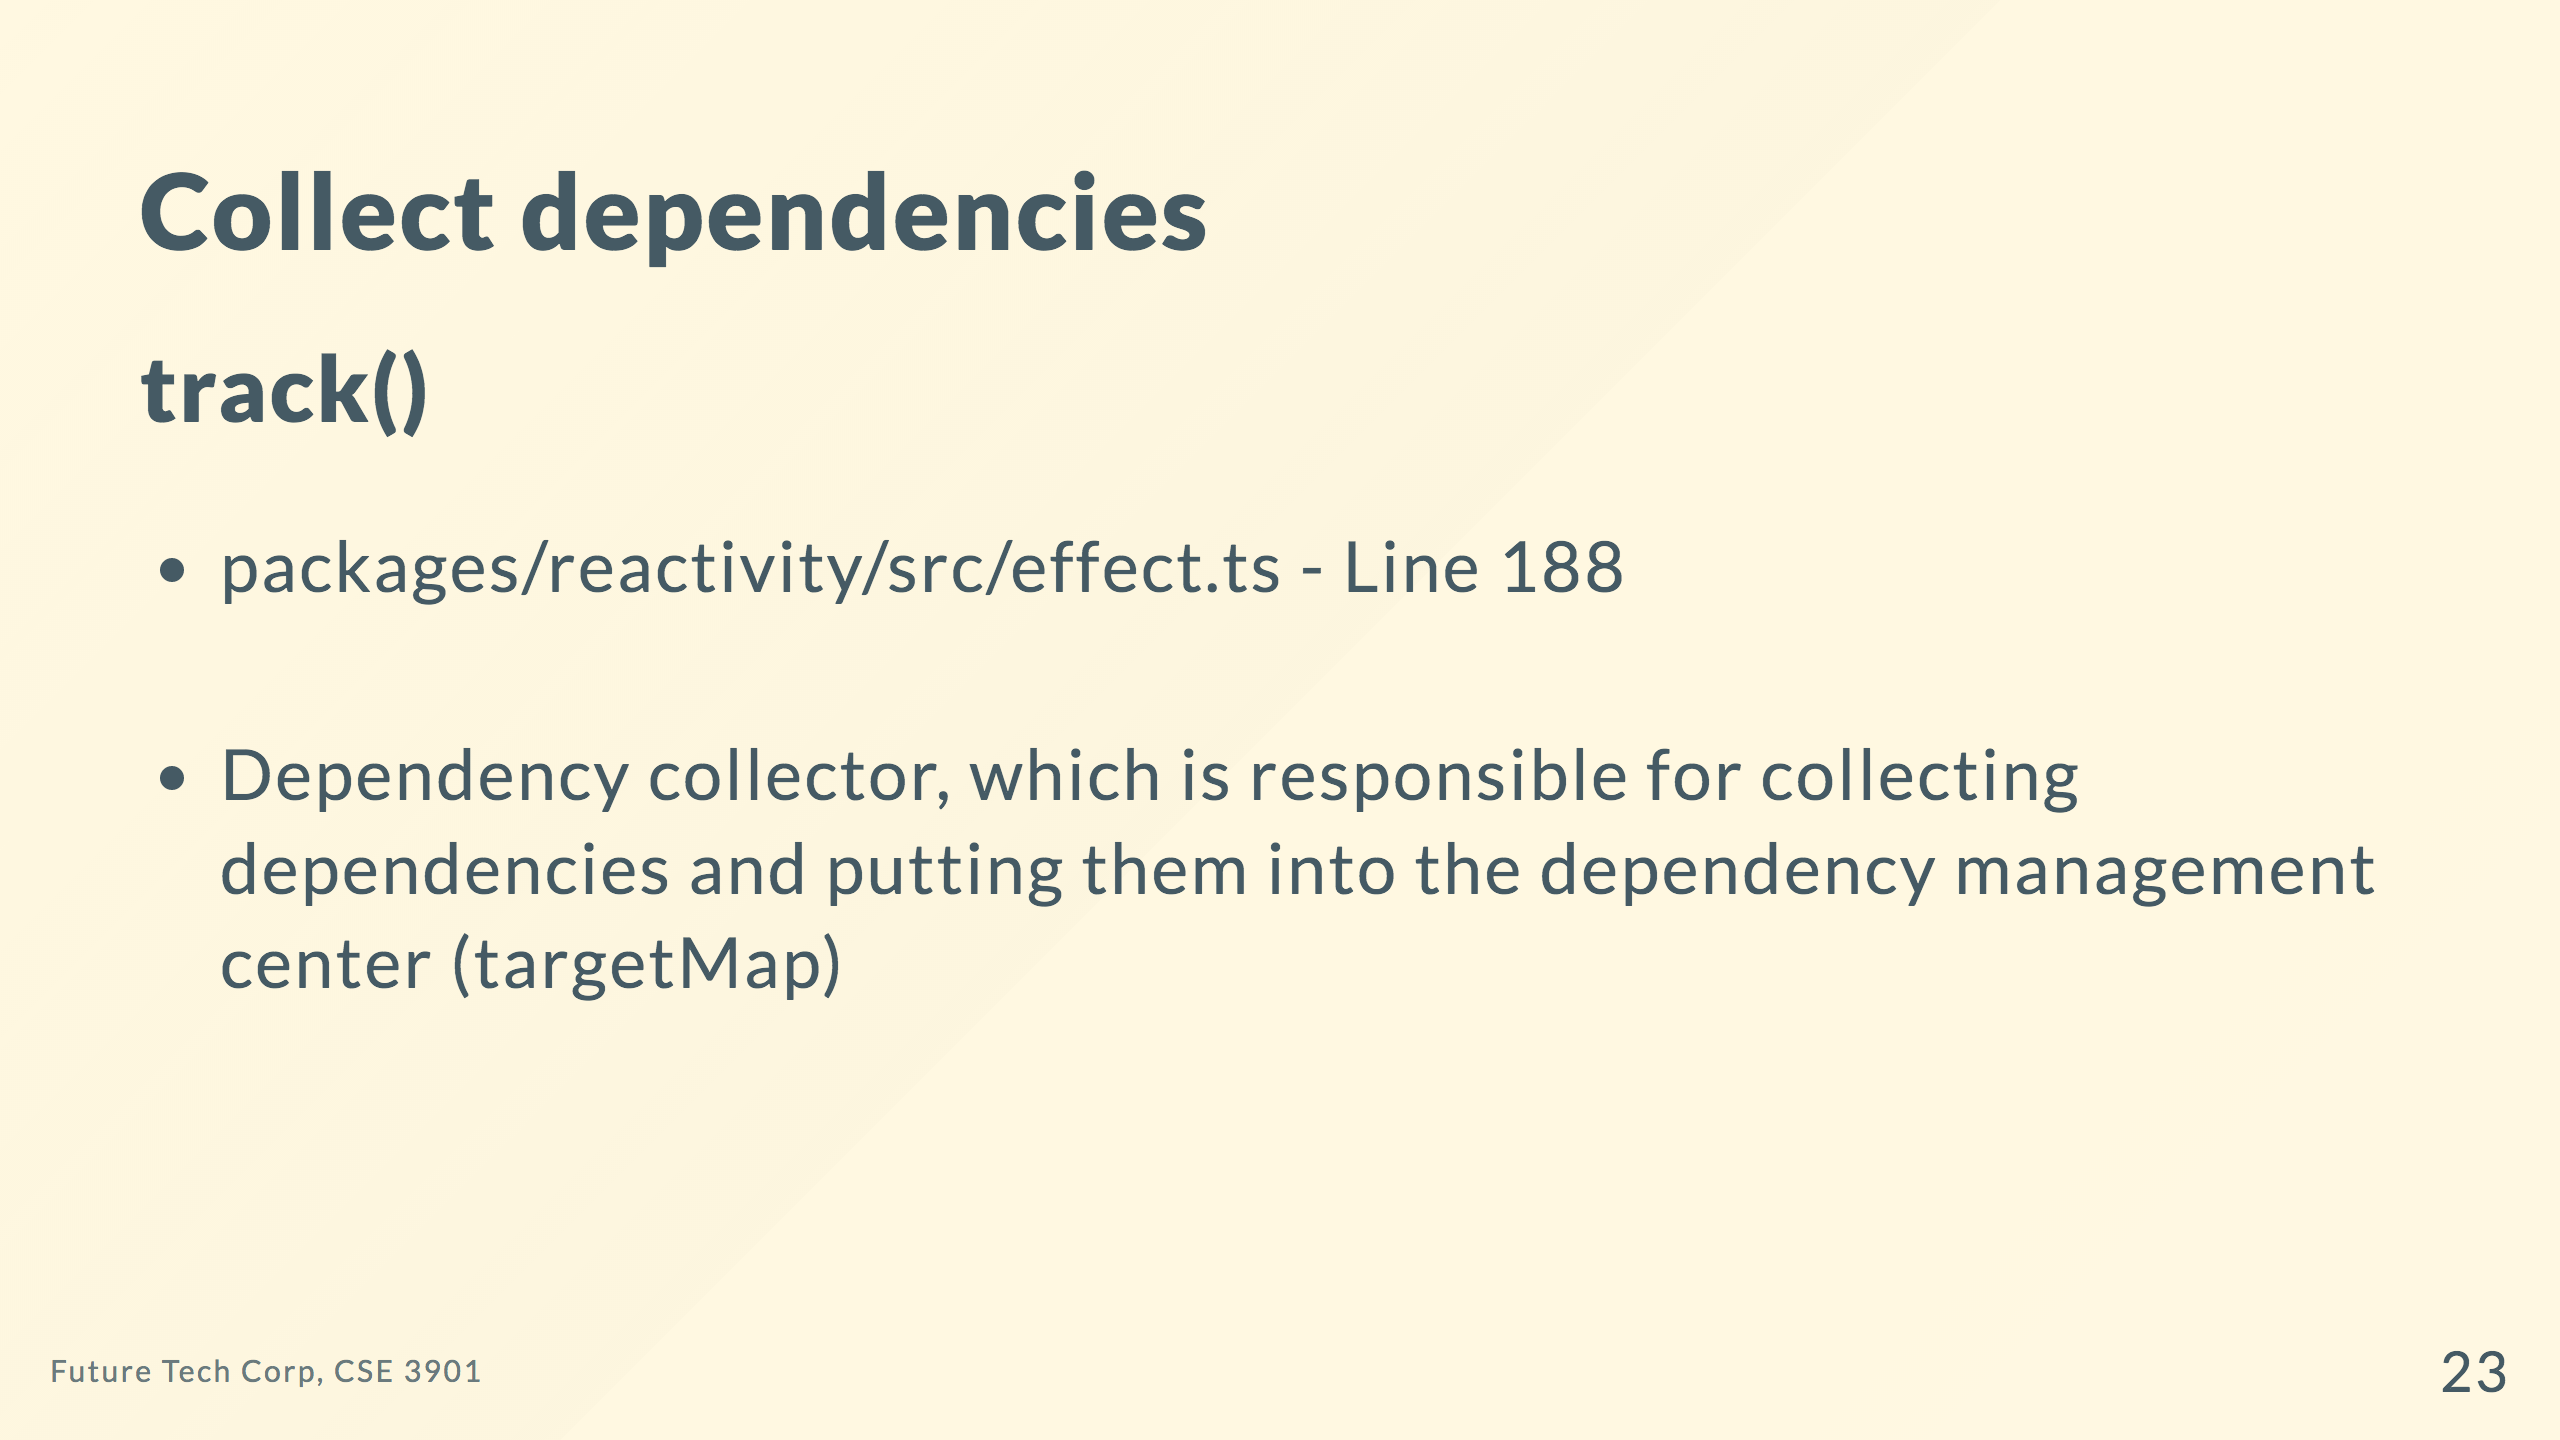 Collect dependencies
track()
• packages/reactivity/src/effect.ts - Line 188
• Dependency collector, which is responsible for collecting
dependencies and putting them into the dependency management
center (targetMap)
Future Tech Corp, CSE 3901
23